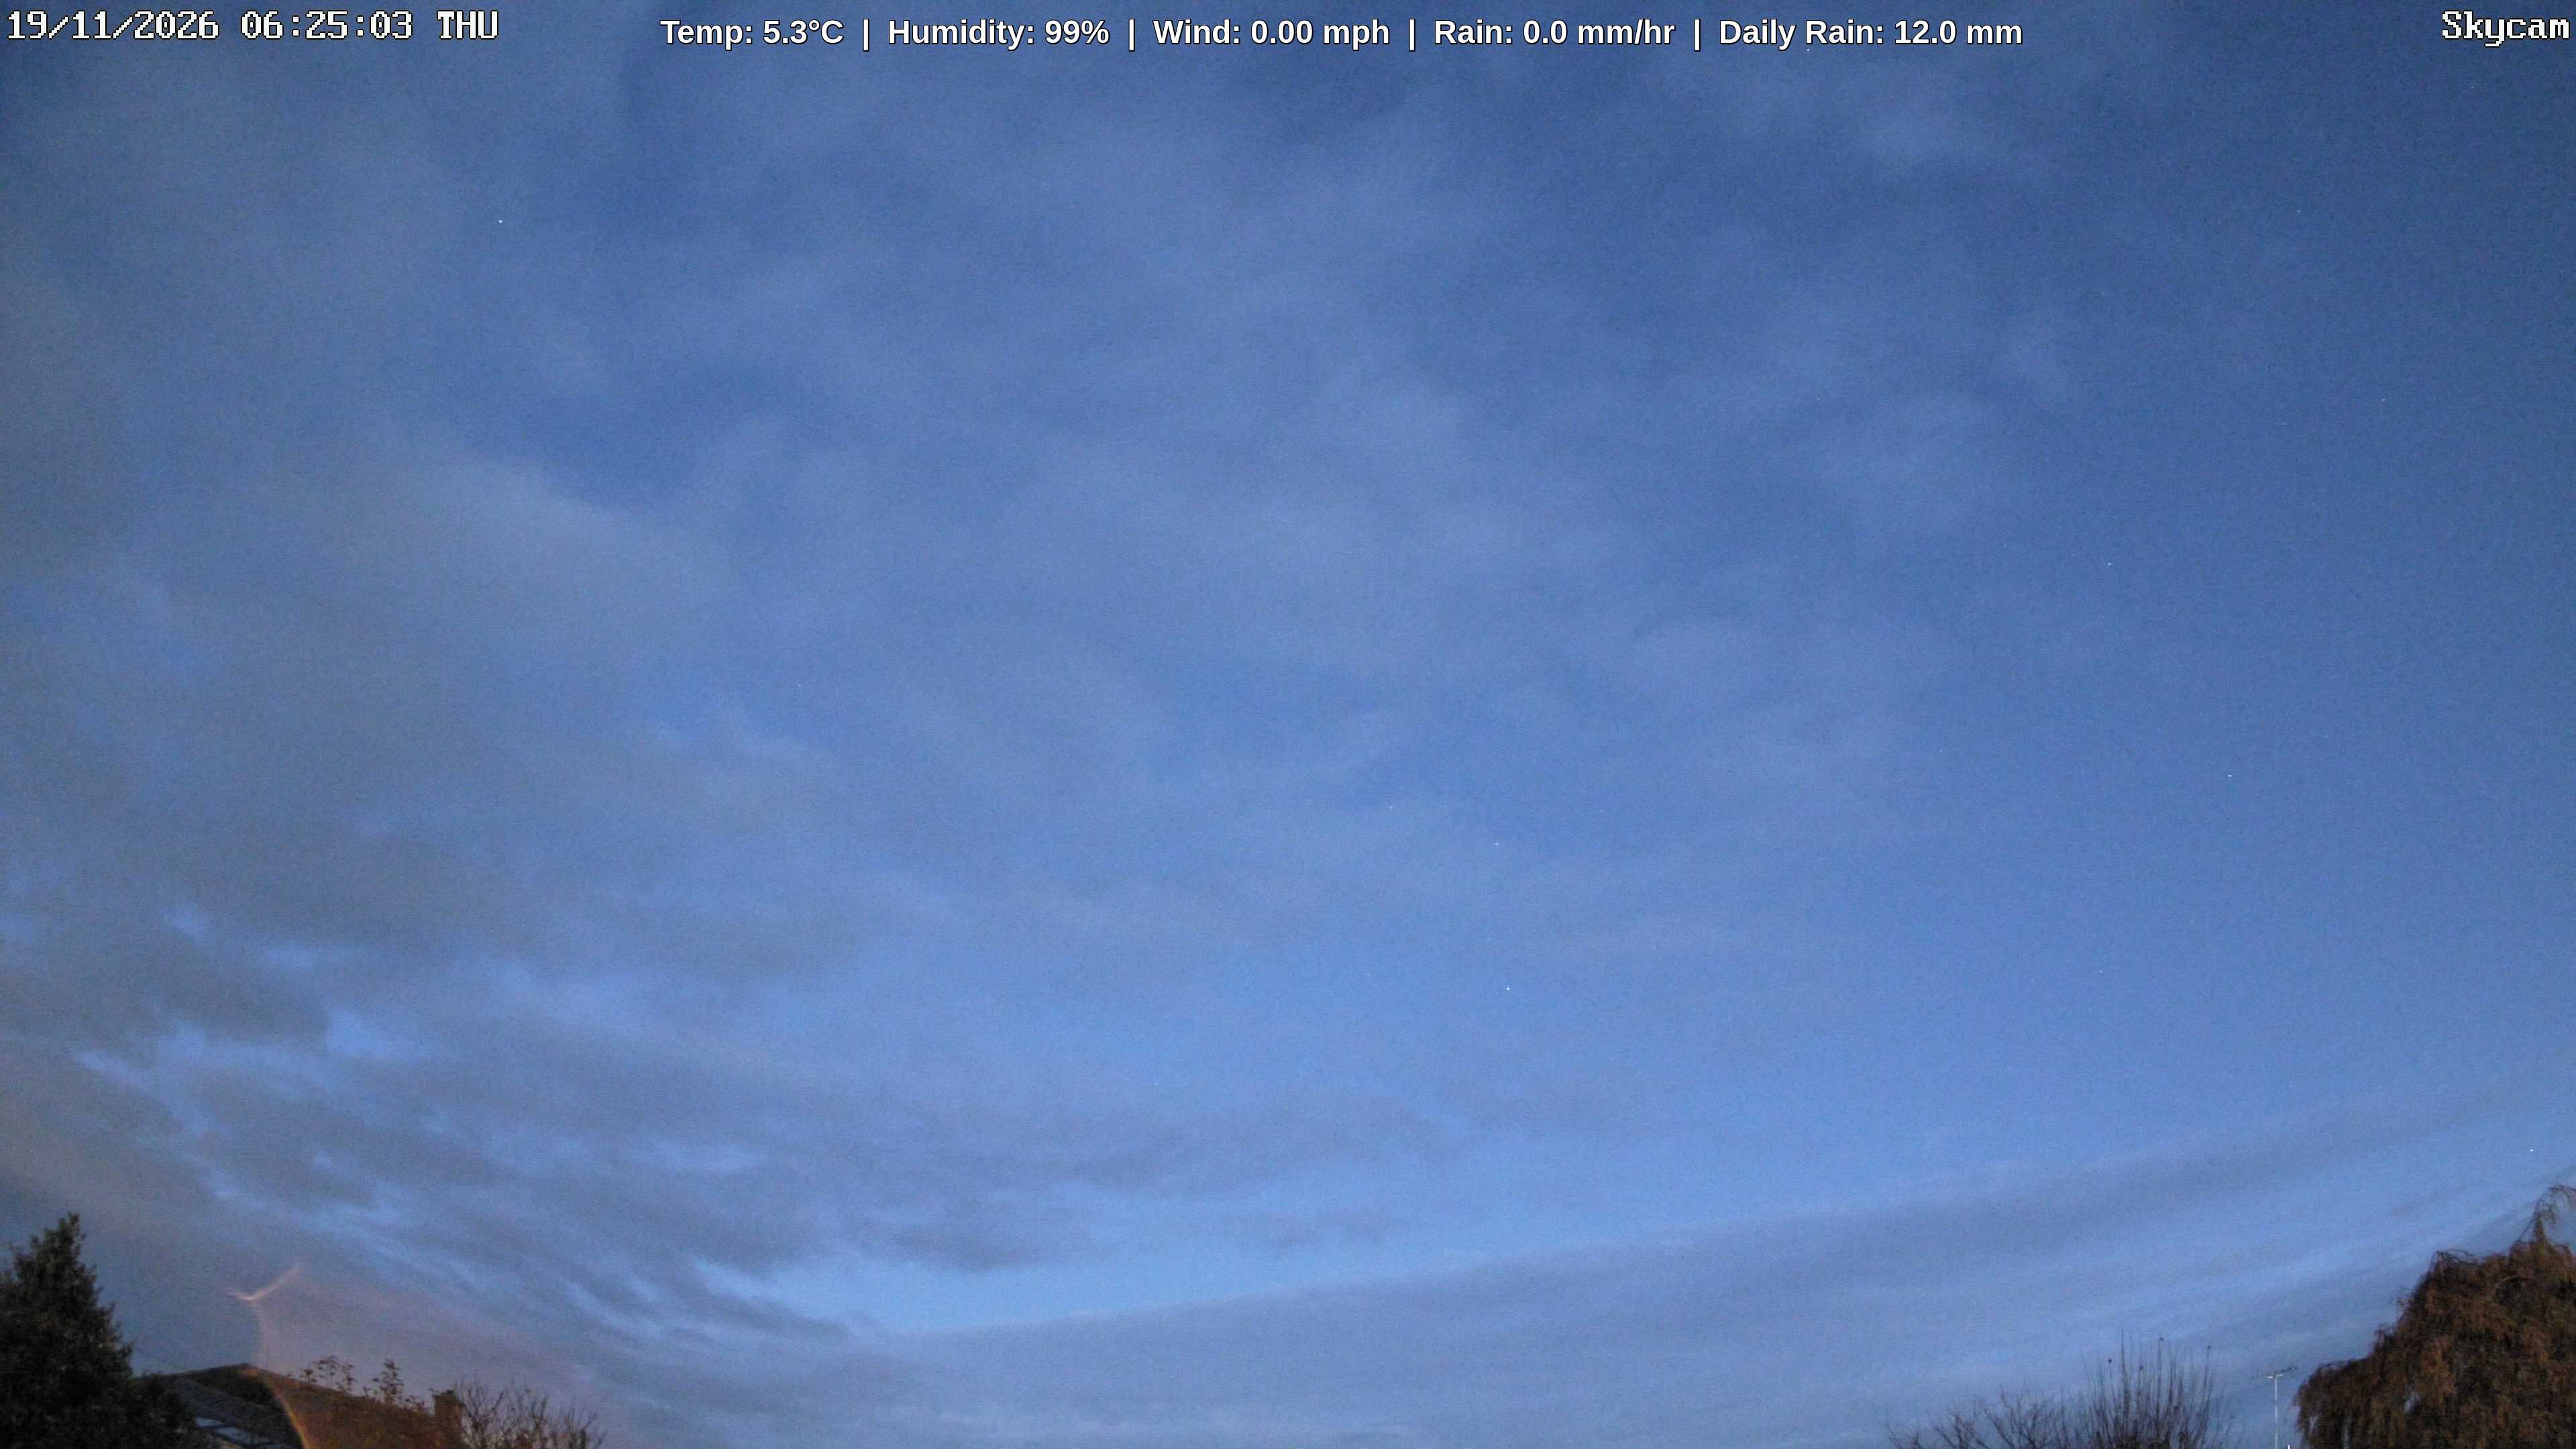 19/11/2026 06:25:03 THU
Temp: 5.3°C | Humidity: 99% | Wind: 0.00 mph | Rain: 0.0 mm/hr | Daily Rain: 12.0 mm
Skycam